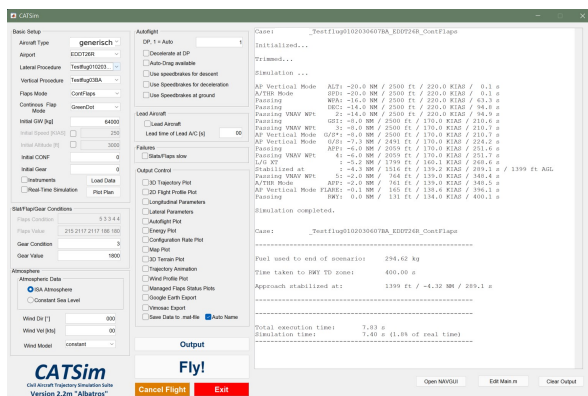 CATSim
Basic Setup
Aircraft Type generisch
Airport EDDT26R
Lateral Procedure Testflug010203...
Vertical Procedure Testflug03BA
Flaps Mode ContFlaps
Continous Flap Mode GreenDot
Initial GW [kg] 64000
Initial Speed [KIAS] 250
Initial Altitude [ft] 3000
Initial CONF 0
Initial Gear 0
Instruments Load Data
Real-Time Simulation Plot Plan
Slat/Flap/Gear Conditions
Flaps Condition 5 3 3 4 4
Flaps Value 215 2117 2117 186 180
Gear Condition 3
Gear Value 1800
Atmosphere
Atmospheric Data
ISA Atmosphere
Constant Sea Level
Wind Dir [°] 000
Wind Vel [kts] 00
Wind Model constant
CATSim
Civil Aircraft Trajectory Simulation Suite
Version 2.2m "Albatros"
Autoflight
DP, 1 = Auto
Decelerate at DP
Auto-Drag available
Use speedbrakes for descent
Use Speedbrakes for deceleration
Use Speedbrakes at ground
Lead Aircraft
Lead Aircraft
Lead time of Lead A/C [s] 00
Failures
Slats/Flaps slow
Output Control
3D Trajectory Plot
2D Flight Profile Plot
Longitudinal Parameters
Lateral Parameters
Autoflight Plot
Energy Plot
Configuration Rate Plot
Map Plot
3D Terrain Plot
Trajectory Animation
Wind Profile Plot
Managed Flaps Status Plots
Google Earth Export
Vimosac Export
Save Data to .mat-file Auto Name
Output
Fly!
Cancel Flight Exit
Case: _Testflug0102030607BA_EDDT26R_ContFlaps
Initialized...
Trimmed...
Simulation ...
AP Vertical Mode ALT: -20.0 NM / 2500 ft / 220.0 KIAS / 0.1 s
A/THR Mode SPD: -20.0 NM / 2500 ft / 220.0 KIAS / 0.1 s
Passing WPA: -16.0 NM / 2500 ft / 220.0 KIAS / 63.3 s
Passing DEC: -14.0 NM / 2500 ft / 220.0 KIAS / 94.8 s
Passing VNAV WPt 2: -14.0 NM / 2500 ft / 220.0 KIAS / 94.9 s
Passing GSI: -8.0 NM / 2500 ft / 170.0 KIAS / 210.6 s
Passing VNAV WPt 3: -8.0 NM / 2500 ft / 170.0 KIAS / 210.7 s
AP Vertical Mode G/S*: -8.0 NM / 2500 ft / 170.0 KIAS / 210.7 s
AP Vertical Mode G/S: -7.3 NM / 2491 ft / 170.0 KIAS / 224.2 s
Passing APP: -6.0 NM / 2059 ft / 170.0 KIAS / 251.6 s
Passing VNAV WPt 4: -6.0 NM / 2059 ft / 170.0 KIAS / 251.7 s
L/G XT : -5.2 NM / 1799 ft / 160.1 KIAS / 268.6 s
Stabilized at : -4.3 NM / 1516 ft / 139.2 KIAS / 289.1 s / 1399 ft AGL
Passing VNAV WPt 5: -2.0 NM / 764 ft / 139.0 KIAS / 348.4 s
A/THR Mode APP: -2.0 NM / 761 ft / 139.0 KIAS / 348.5 s
AP Vertical Mode FLARE: -0.1 NM / 165 ft / 138.6 KIAS / 396.1 s
Passing RWY: 0.0 NM / 131 ft / 134.0 KIAS / 400.1 s
Simulation completed.
Case: _Testflug0102030607BA_EDDT26R_ContFlaps
Fuel used to end of scenario: 294.62 kg
Time taken to RWY TD zone: 400.00 s
Approach stabilized at: 1399 ft / -4.32 NM / 289.1 s
Total execution time: 7.83 s
Simulation time: 7.40 s (1.8% of real time)
Open NAVGUI Edit Main.m Clear Output